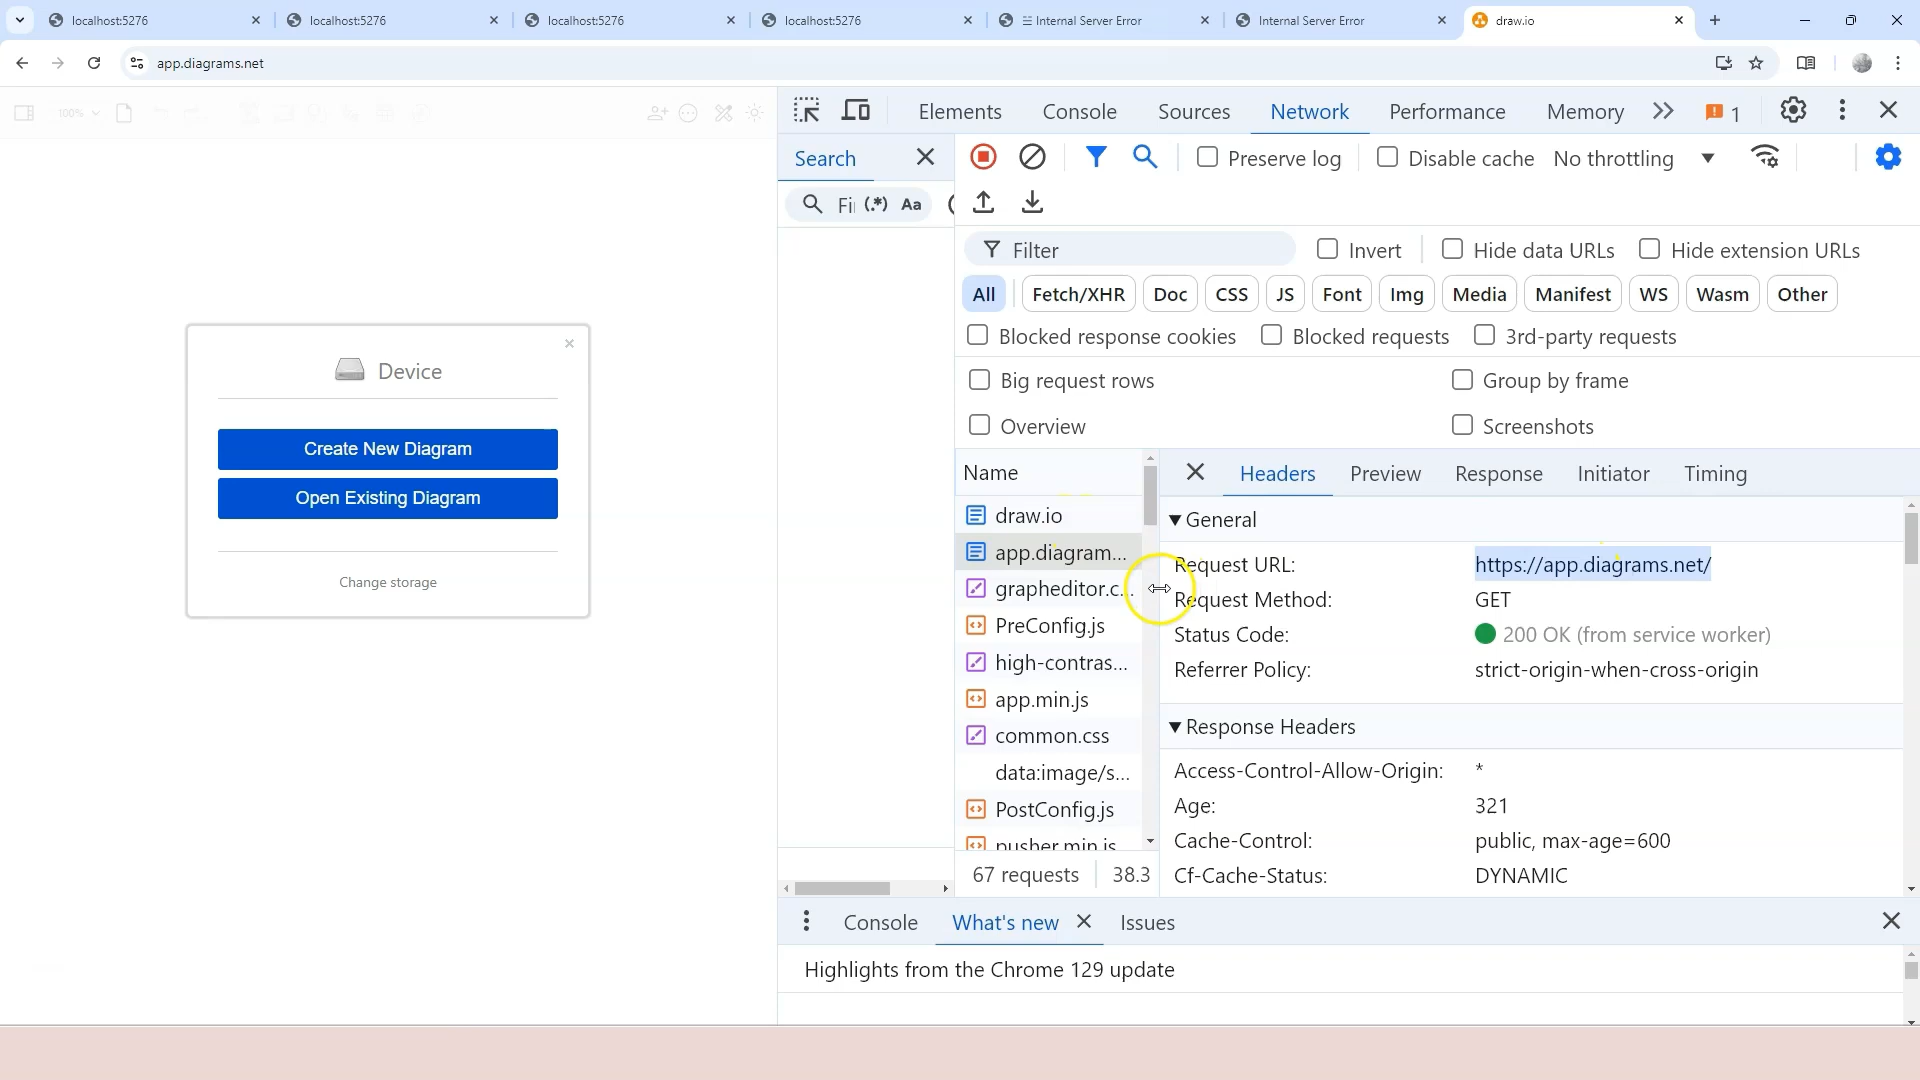 localhost:5276
localhost:5276
localhost:5276
localhost:5276
Internal Server Error
Internal Server Error
draw.io
app.diagrams.net
100%
Elements
Console
Sources
Network
Performance
Memory
1
Search
Preserve log
Disable cache
No throttling
Fi
(.*)
Aa
Filter
Invert
Hide data URLs
Hide extension URLs
All
Fetch/XHR
Doc
CSS
JS
Font
Img
Media
Manifest
WS
Wasm
Other
Blocked response cookies
Blocked requests
3rd-party requests
Big request rows
Group by frame
Overview
Screenshots
Device
Create New Diagram
Open Existing Diagram
Change storage
Name
draw.io
app.diagram...
grapheditor.c...
PreConfig.js
high-contras...
app.min.js
common.css
data:image/s...
PostConfig.js
pusher.min.js
67 requests
38.3
Headers
Preview
Response
Initiator
Timing
General
Request URL: https://app.diagrams.net/
Request Method: GET
Status Code: 200 OK (from service worker)
Referrer Policy: strict-origin-when-cross-origin
Response Headers
Access-Control-Allow-Origin: *
Age: 321
Cache-Control: public, max-age=600
Cf-Cache-Status: DYNAMIC
Console
What's new
Issues
Highlights from the Chrome 129 update